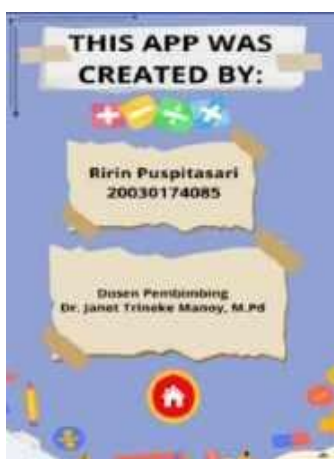 THIS APP WAS
CREATED BY:
Ririn Puspitasari
20030174085
Dosen Pembimbing
Dr. Janet Trineke Manoy, M.Pd